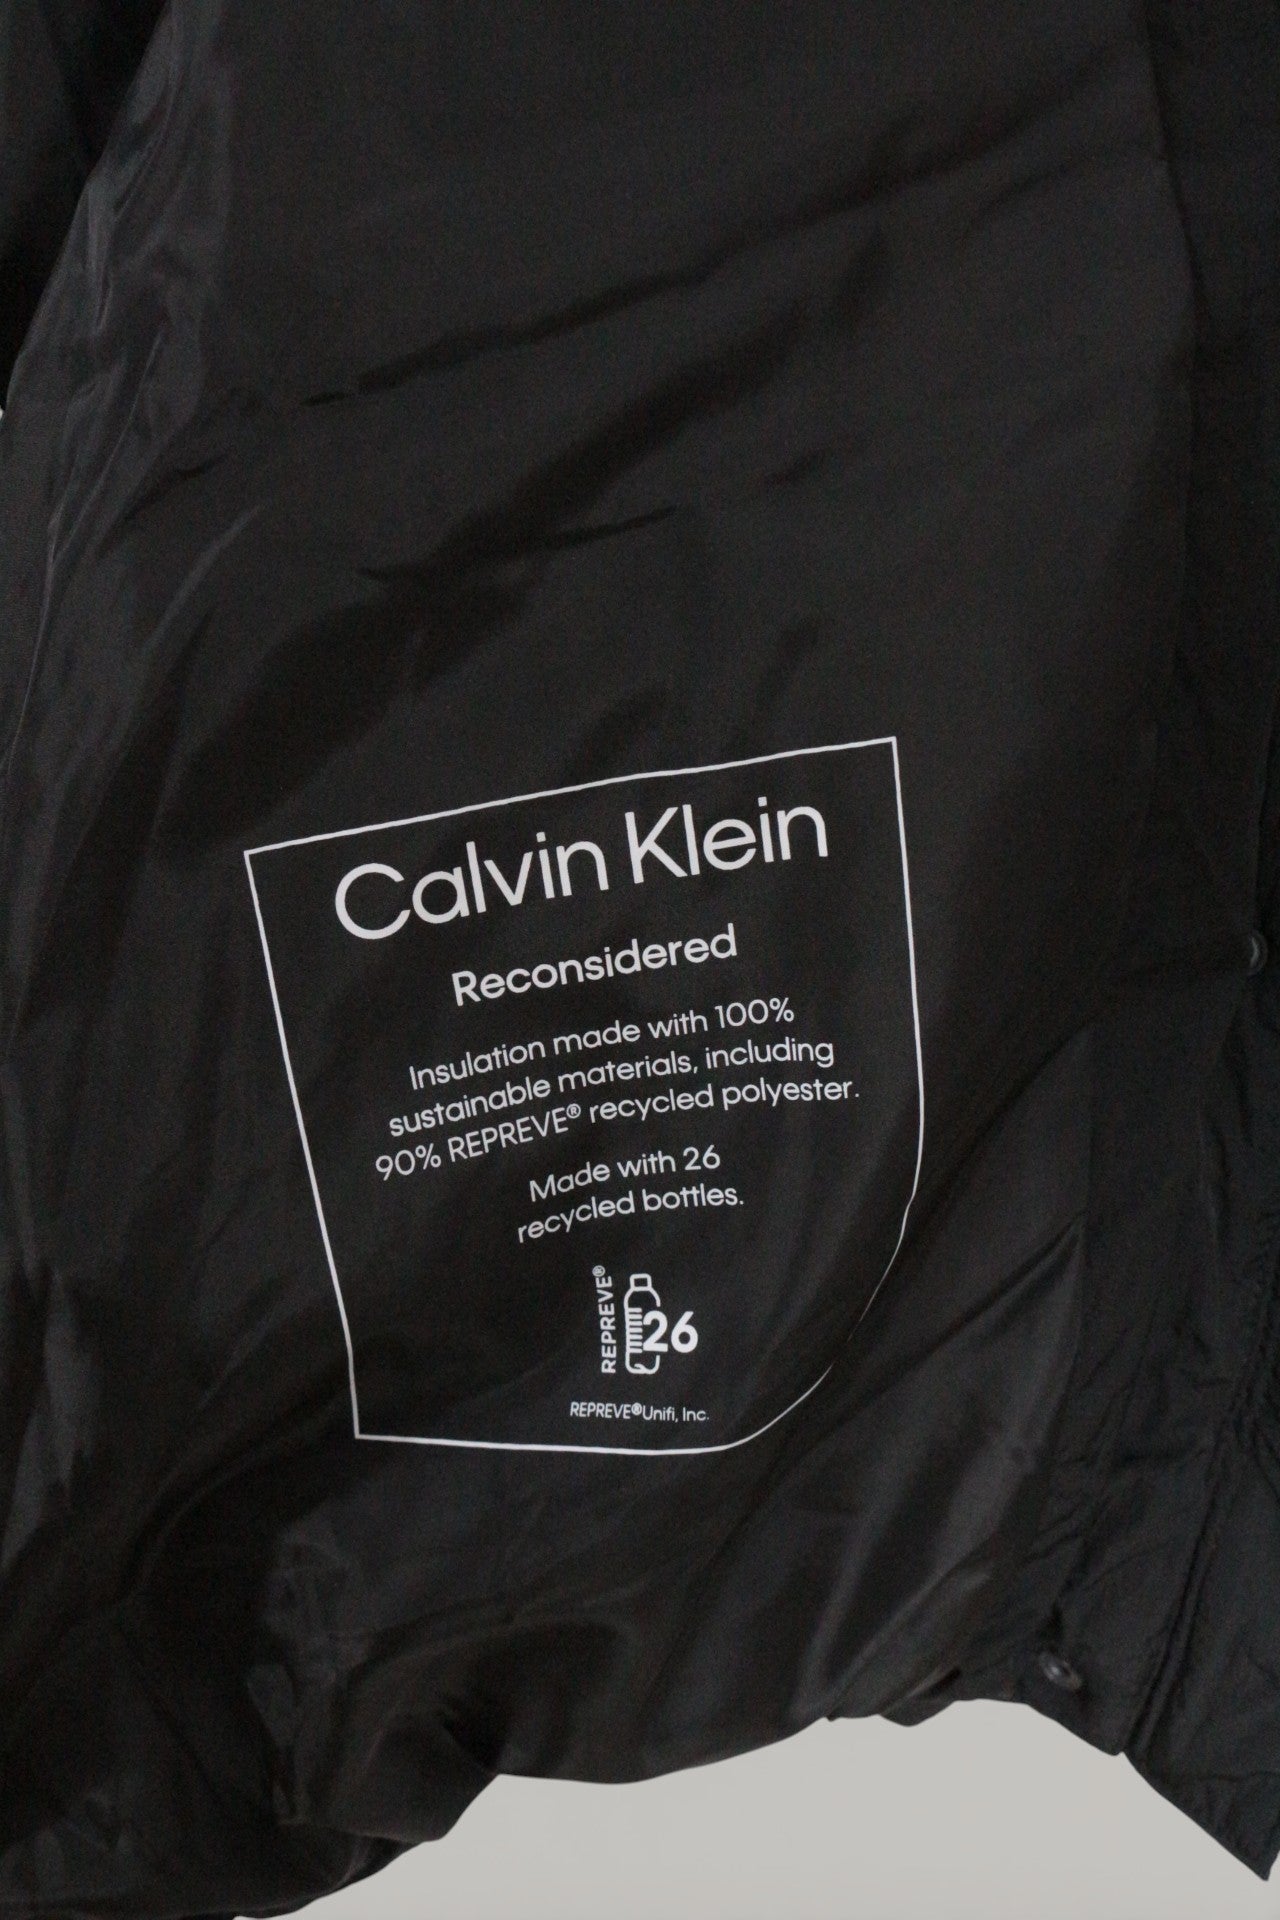 Calvin Klein
Reconsidered
Insulation made with 100%
sustainable materials, including
90% REPREVE® recycled polyester.
Made with 26
recycled bottles.
REPREVE®
26
REPREVE®Unifi, Inc.